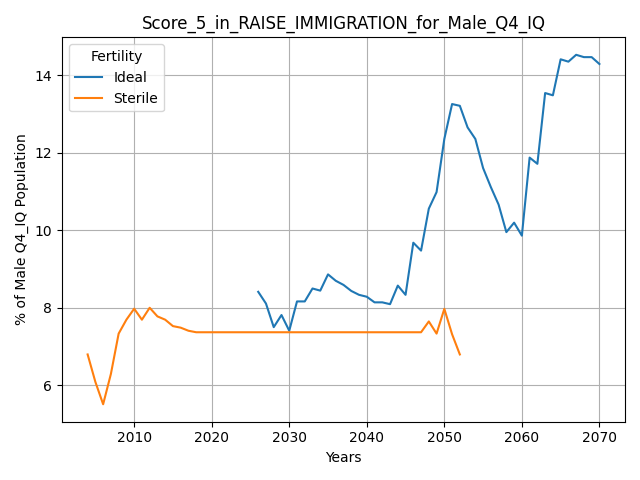 Score_5_in_RAISE_IMMIGRATION_for_Male_Q4_IQ
Fertility
Ideal
Sterile
% of Male Q4_IQ Population
14
12
10
8
6
2010 2020 2030 2040 2050 2060 2070
Years